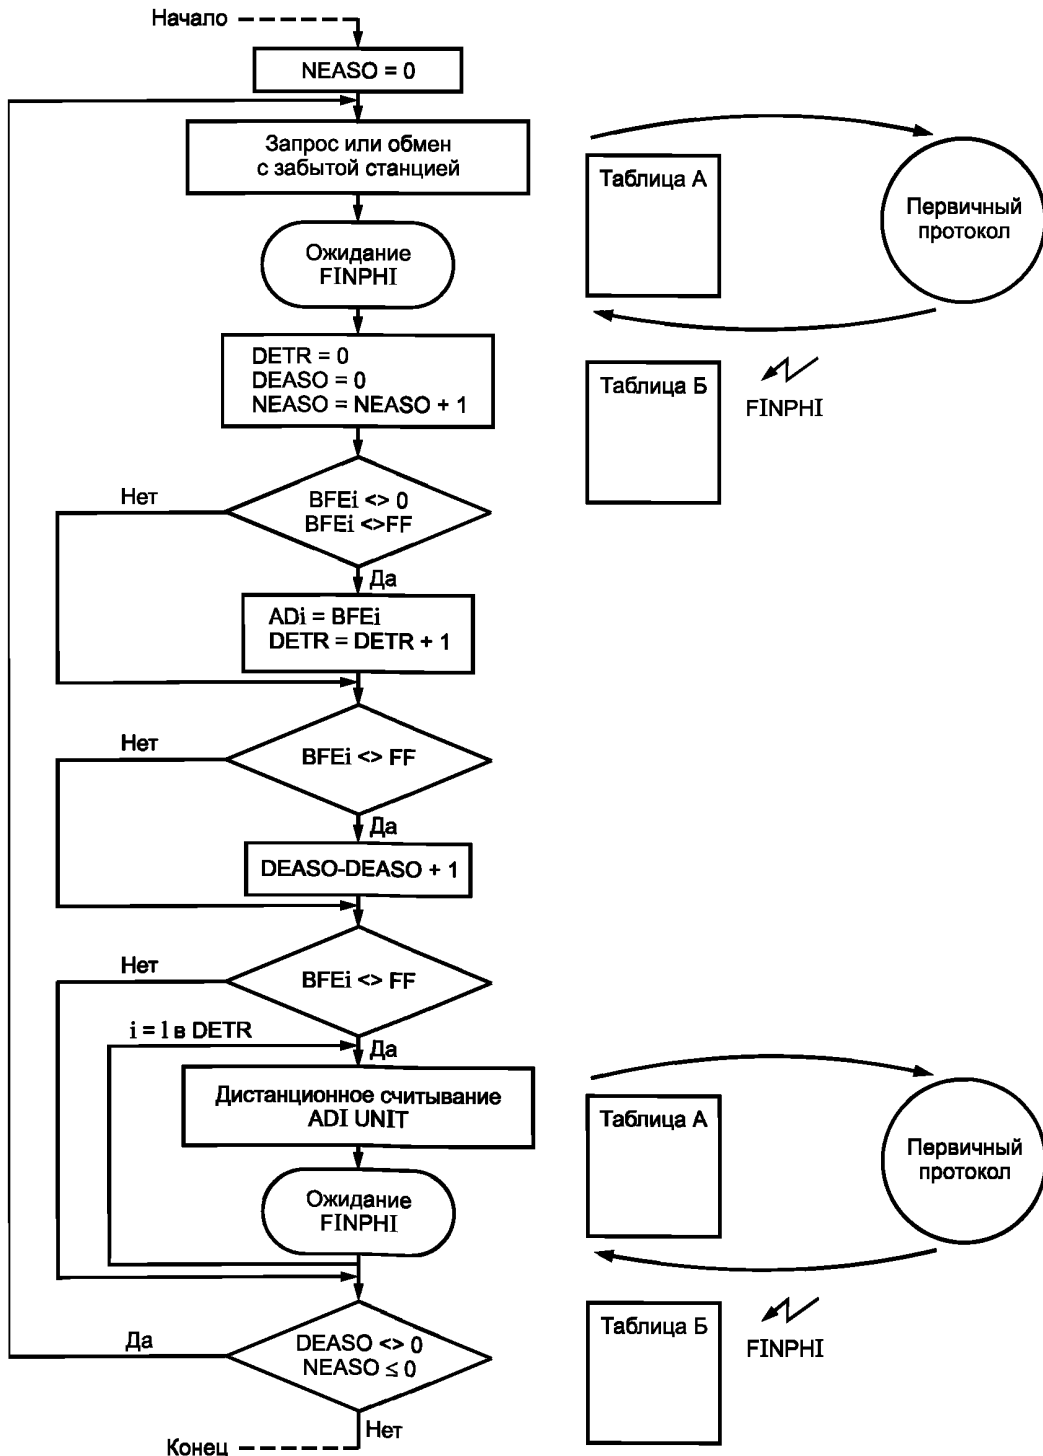 Начало
NEASO = 0
Запрос или обмен
с забытой станцией
Таблица А
Первичный
протокол
Ожидание
FINPHI
DETR = 0
DEASO = 0
NEASO = NEASO + 1
Таблица Б
FINPHI
Нет
BFEi <> 0
BFEi <>FF
Да
ADi = BFEi
DETR = DETR + 1
Нет
BFEi <> FF
Да
DEASO-DEASO + 1
Нет
BFEi <> FF
i = 1 в DETR
Да
Дистанционное считывание
ADI UNIT
Таблица А
Первичный
протокол
Ожидание
FINPHI
Таблица Б
FINPHI
Да
DEASO <> 0
NEASO ≤ 0
Нет
Конец